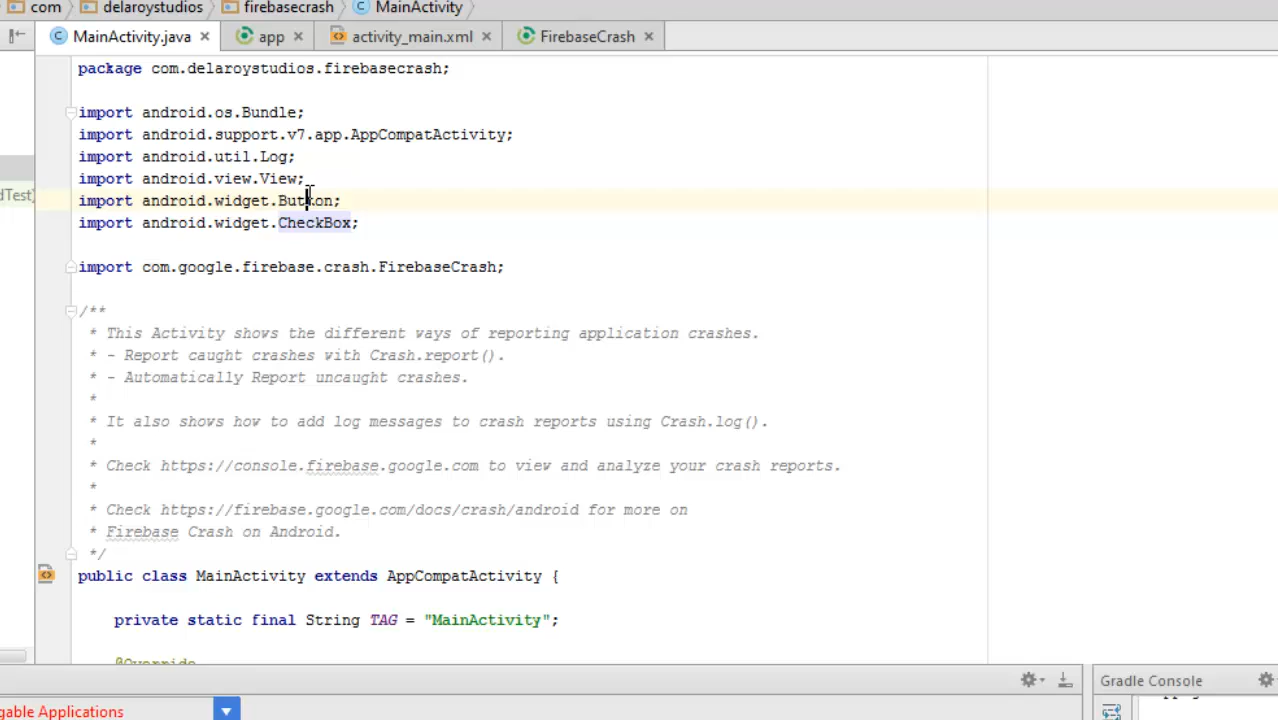 com delaroystudios firebasecrash MainActivity
MainActivity.java app activity_main.xml FirebaseCrash
package com.delaroystudios.firebasecrash;
import android.os.Bundle;
import android.support.v7.app.AppCompatActivity;
import android.util.Log;
import android.view.View;
dTest)
import android.widget.Button;
import android.widget.CheckBox;
import com.google.firebase.crash.FirebaseCrash;
/**
* This Activity shows the different ways of reporting application crashes.
* - Report caught crashes with Crash.report().
* - Automatically Report uncaught crashes.
*
* It also shows how to add log messages to crash reports using Crash.log().
*
* Check https://console.firebase.google.com to view and analyze your crash reports.
*
* Check https://firebase.google.com/docs/crash/android for more on
* Firebase Crash on Android.
*/
public class MainActivity extends AppCompatActivity {
private static final String TAG = "MainActivity";
@Override
Gradle Console
gable Applications